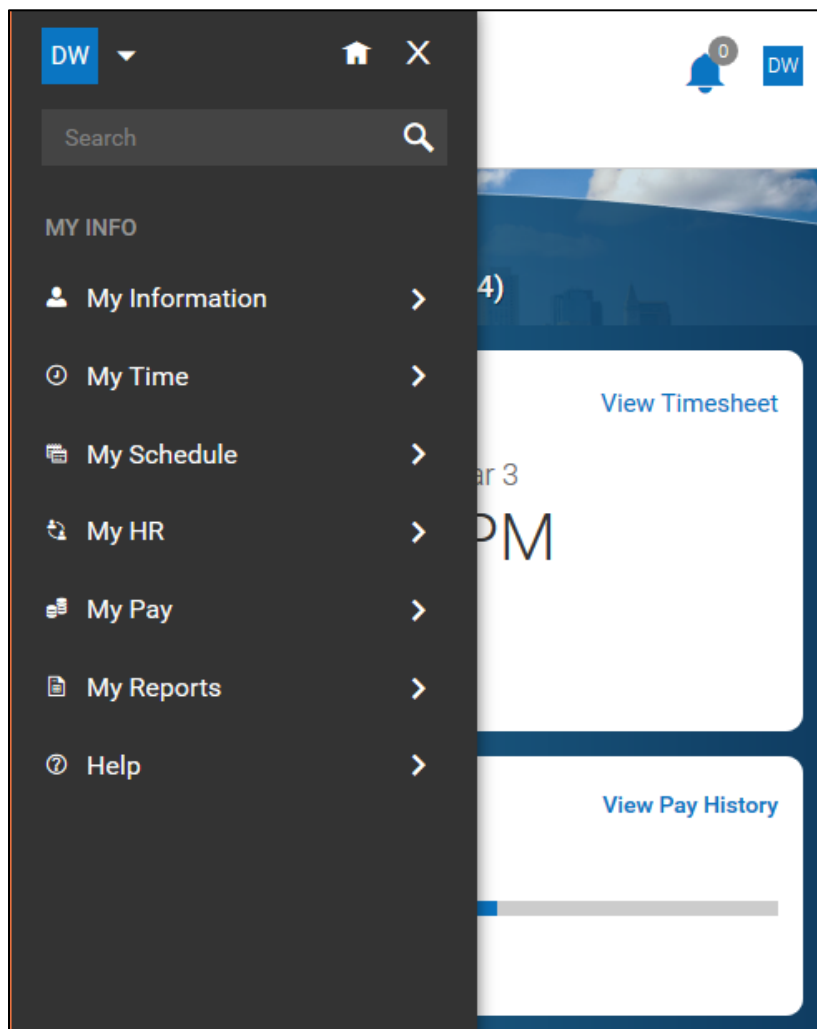 DW
X
0
DW
Search
MY INFO
My Information
4)
My Time
View Timesheet
My Schedule
ar 3
My HR
PM
My Pay
My Reports
Help
View Pay History